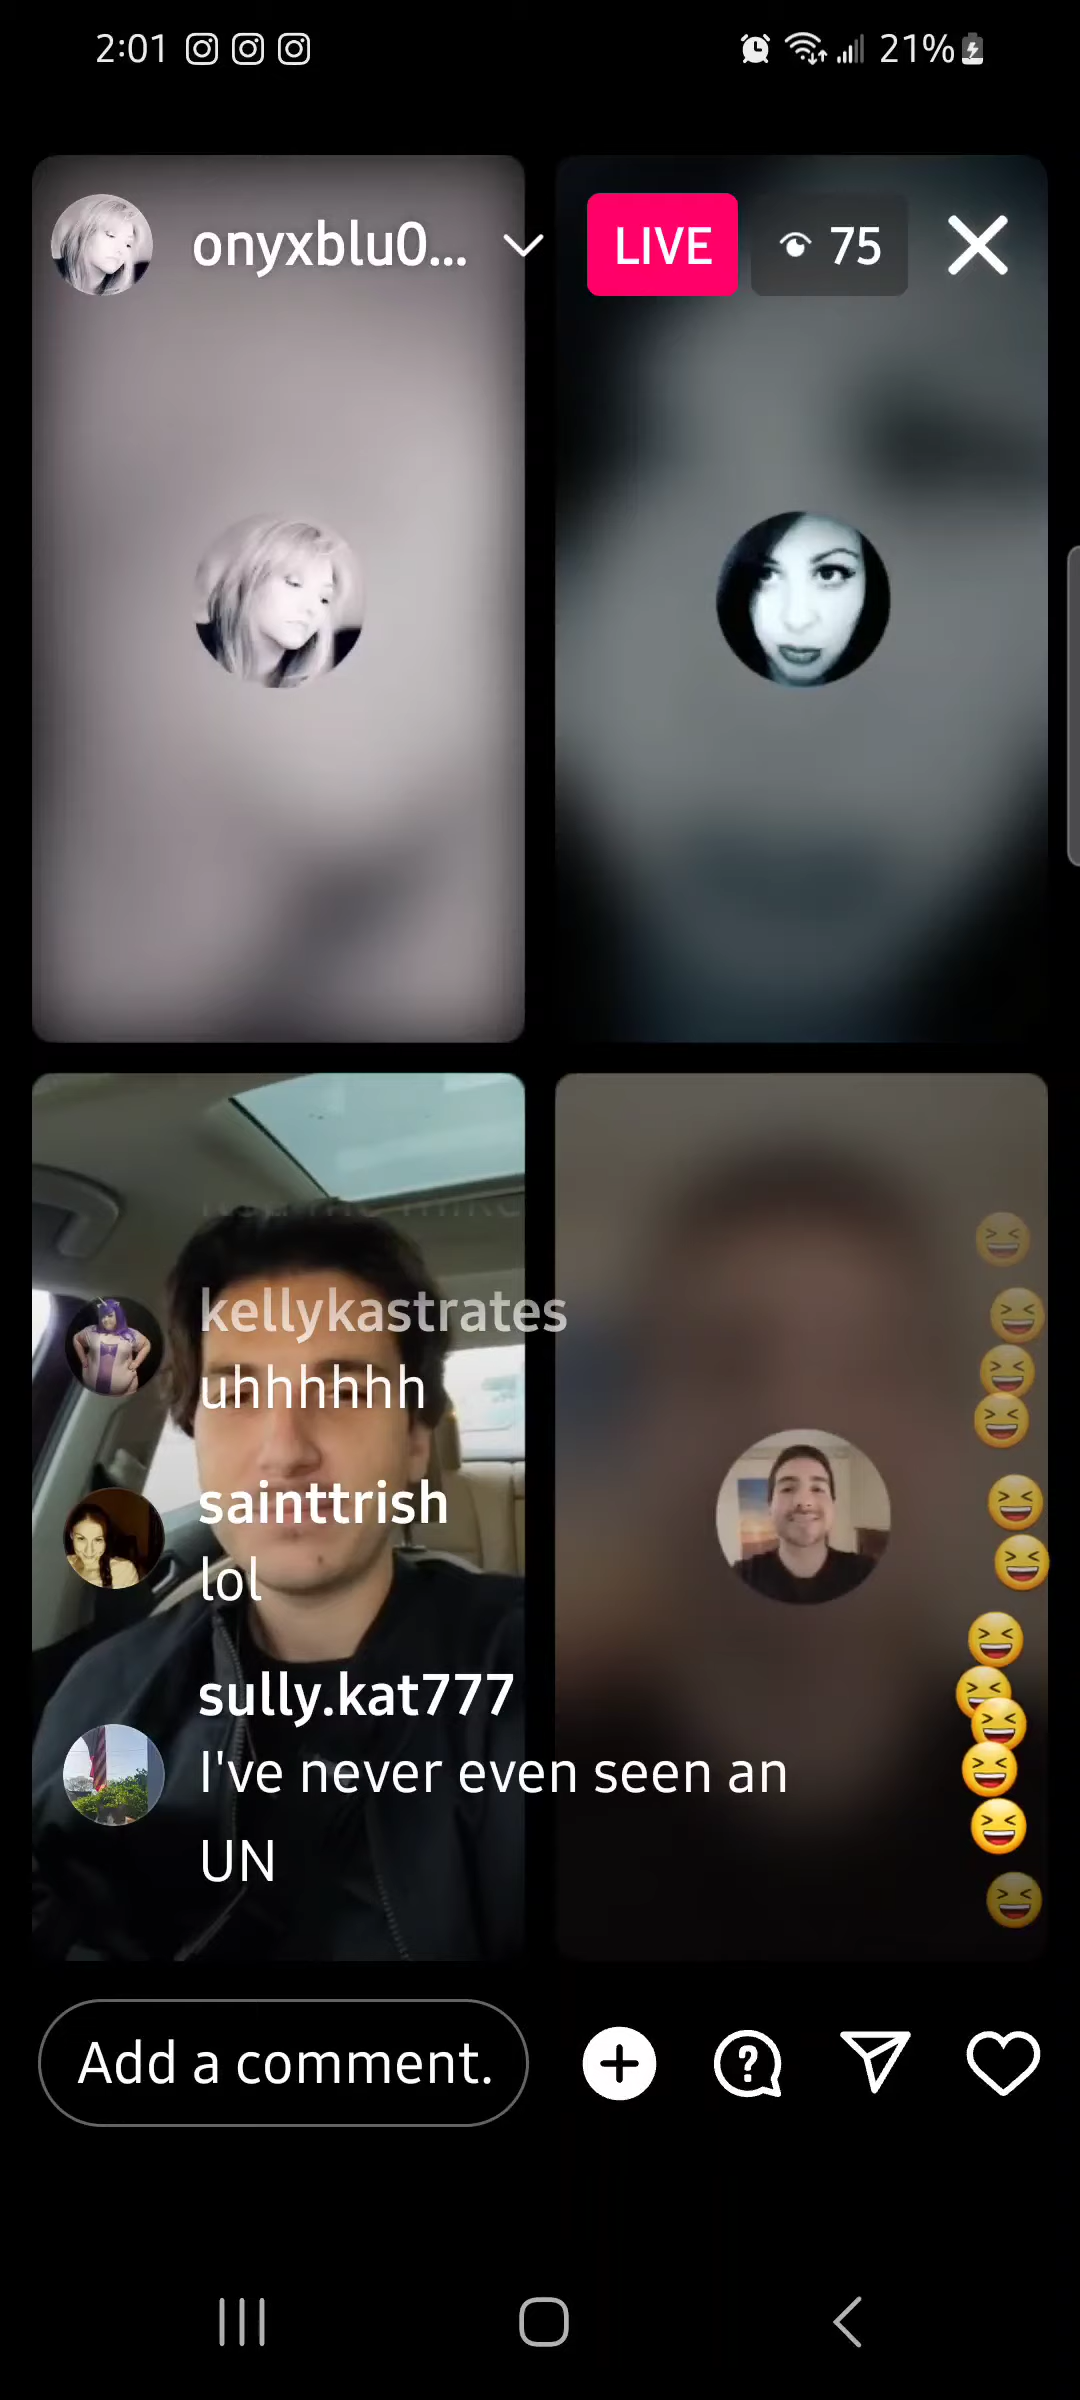 2:01 21%
onyxblu0... LIVE 75
kellykastrates
uhhhhhh
sainttrish
lol
sully.kat777
I've never even seen an
UN
Add a comment.